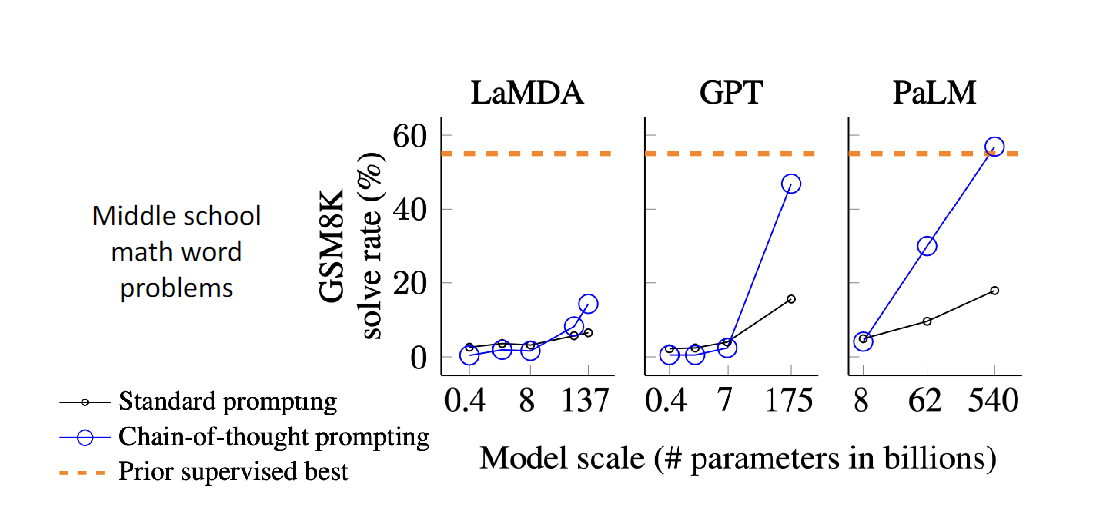 LaMDA
GPT
PaLM
60
40
20
0
GSM8K
solve rate (%)
Middle school
math word
problems
0.4 8 137
0.4 7 175
8 62 540
Standard prompting
Chain-of-thought prompting
Prior supervised best
Model scale (# parameters in billions)